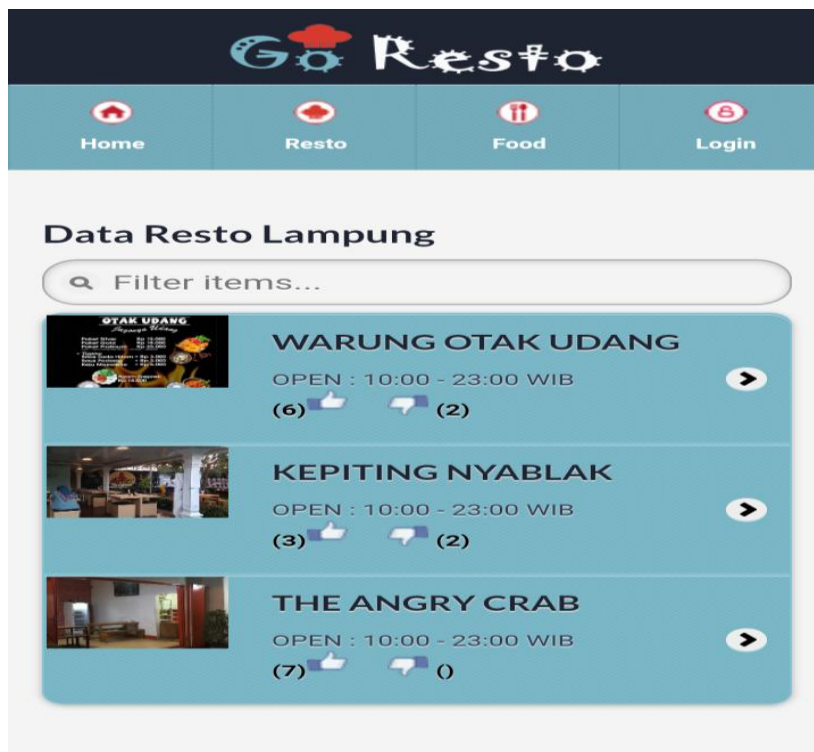 Go Resto
Home Resto Food Login
Data Resto Lampung
Filter items...
OTAK UDANG
WARUNG OTAK UDANG
OPEN : 10:00 - 23:00 WIB
(6) (2)
KEPITING NYABLAK
OPEN : 10:00 - 23:00 WIB
(3) (2)
THE ANGRY CRAB
OPEN : 10:00 - 23:00 WIB
(7) ()